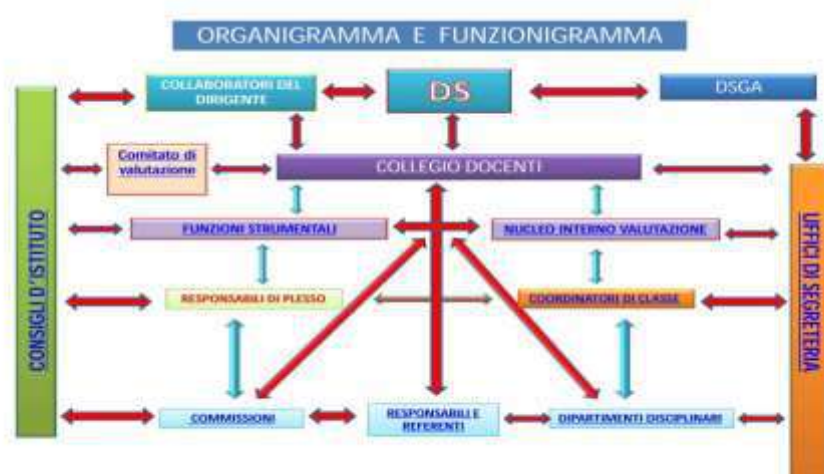 ORGANIGRAMMA E FUNZIONIGRAMMA
COLLABORATORI DEL
DIRIGENTE
DS
DSGA
Comitato di
valutazione
COLLEGIO DOCENTI
FUNZIONI STRUMENTALI
NUCLEO INTERNO VALUTAZIONE
RESPONSABILI DI PLESSO
COORDINATORI DI CLASSE
COMMISSIONI
RESPONSABILI E
REFERENTI
DIPARTIMENTI DISCIPLINARI
CONSIGLI D'ISTITUTO
UFFICI DI SEGRETERIA